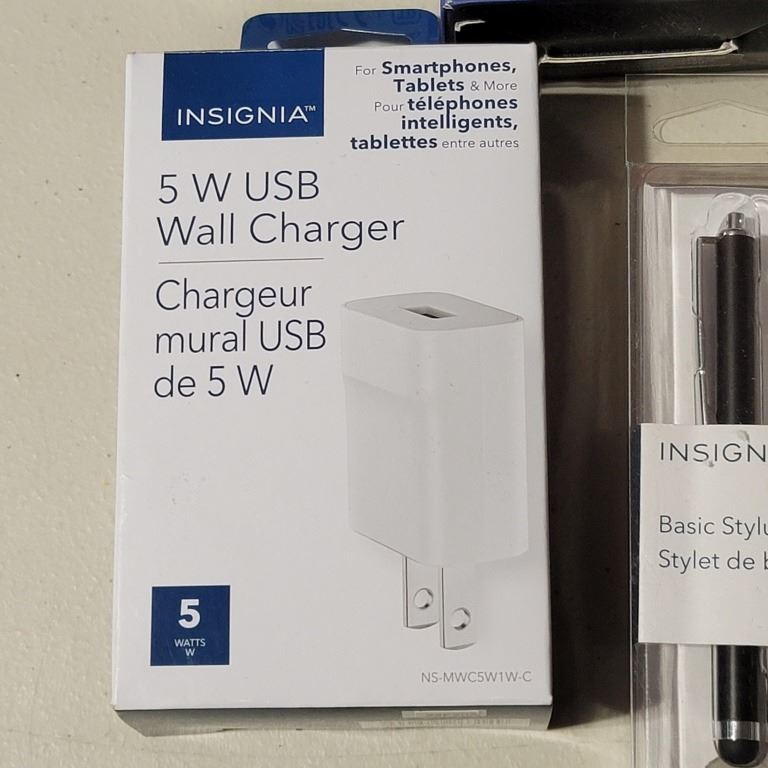 INSIGNIA™
For Smartphones,
Tablets & More
Pour téléphones
intelligents,
tablettes entre autres
5 W USB
Wall Charger
Chargeur
mural USB
de 5 W
5
WATTS
W
NS-MWC5W1W-C
INSIGN
Basic Stylu
Stylet de b